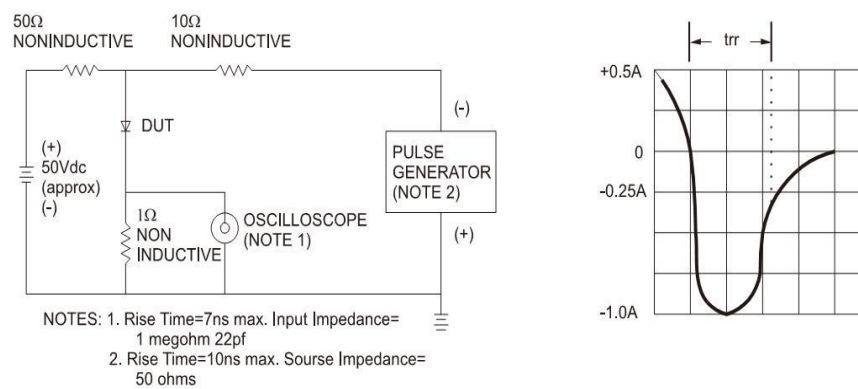 50Ω
NONINDUCTIVE
10Ω
NONINDUCTIVE
DUT
(+)
50Vdc
(approx)
(-)
1Ω
NON
INDUCTIVE
OSCILLOSCOPE
(NOTE 1)
(-)
PULSE
GENERATOR
(NOTE 2)
(+)
NOTES: 1. Rise Time=7ns max. Input Impedance=
1 megohm 22pf
2. Rise Time=10ns max. Sourse Impedance=
50 ohms
trr
+0.5A
0
-0.25A
-1.0A